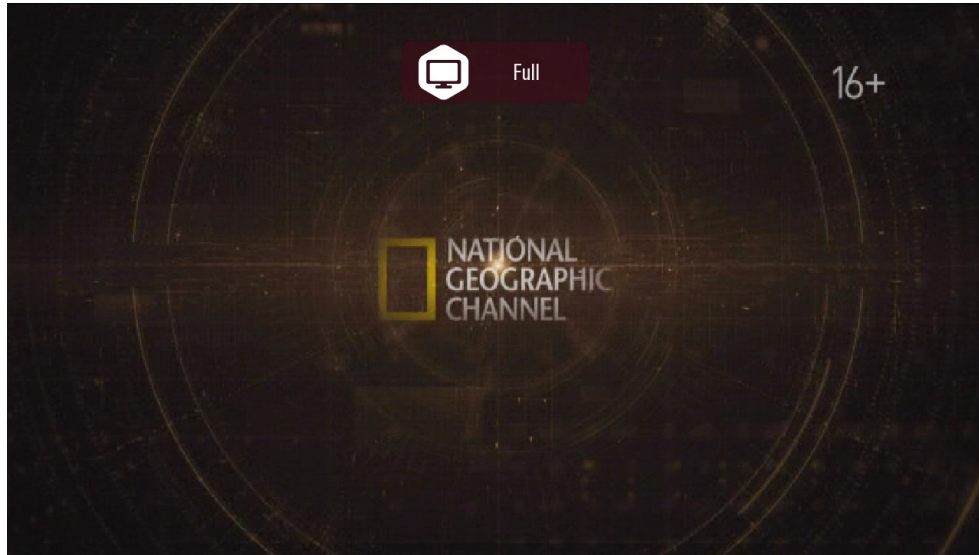 Full
16+
NATIONAL
GEOGRAPHIC
CHANNEL